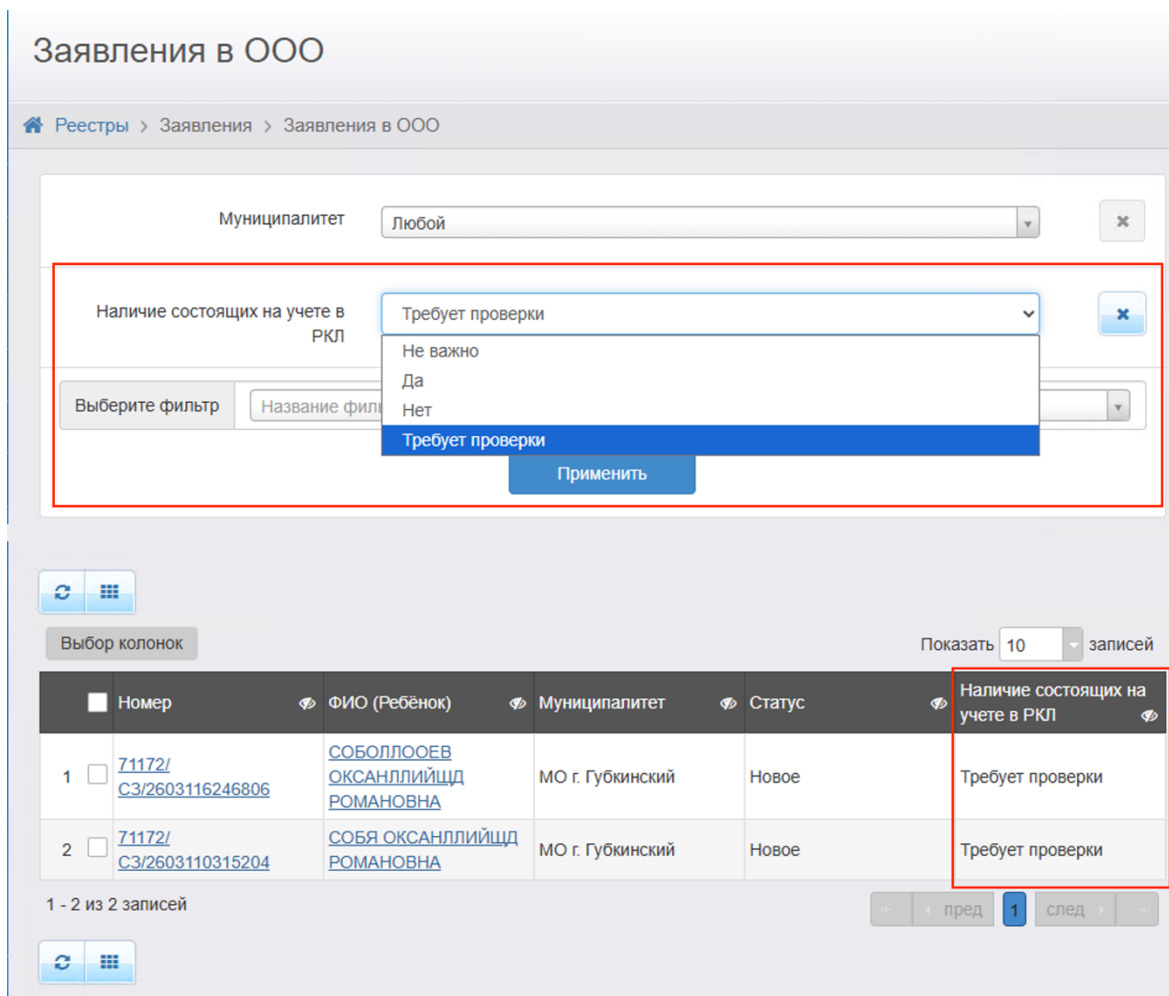 Заявления в ООО
Реестры > Заявления > Заявления в ООО
Муниципалитет
Любой
Наличие состоящих на учете в
РКЛ
Требует проверки
Не важно
Да
Нет
Требует проверки
Выберите фильтр
Название филь
Применить
Выбор колонок
Показать 10 записей
Номер ФИО (Ребёнок) Муниципалитет Статус Наличие состоящих на
учете в РКЛ
1 71172/
СЗ/2603116246806
СОБОЛЛООЕВ
ОКСАНЛЛИЙЩД
РОМАНОВНА
МО г. Губкинский Новое Требует проверки
2 71172/
СЗ/2603110315204
СОБЯ ОКСАНЛЛИЙЩД
РОМАНОВНА
МО г. Губкинский Новое Требует проверки
1 - 2 из 2 записей
пред 1 след